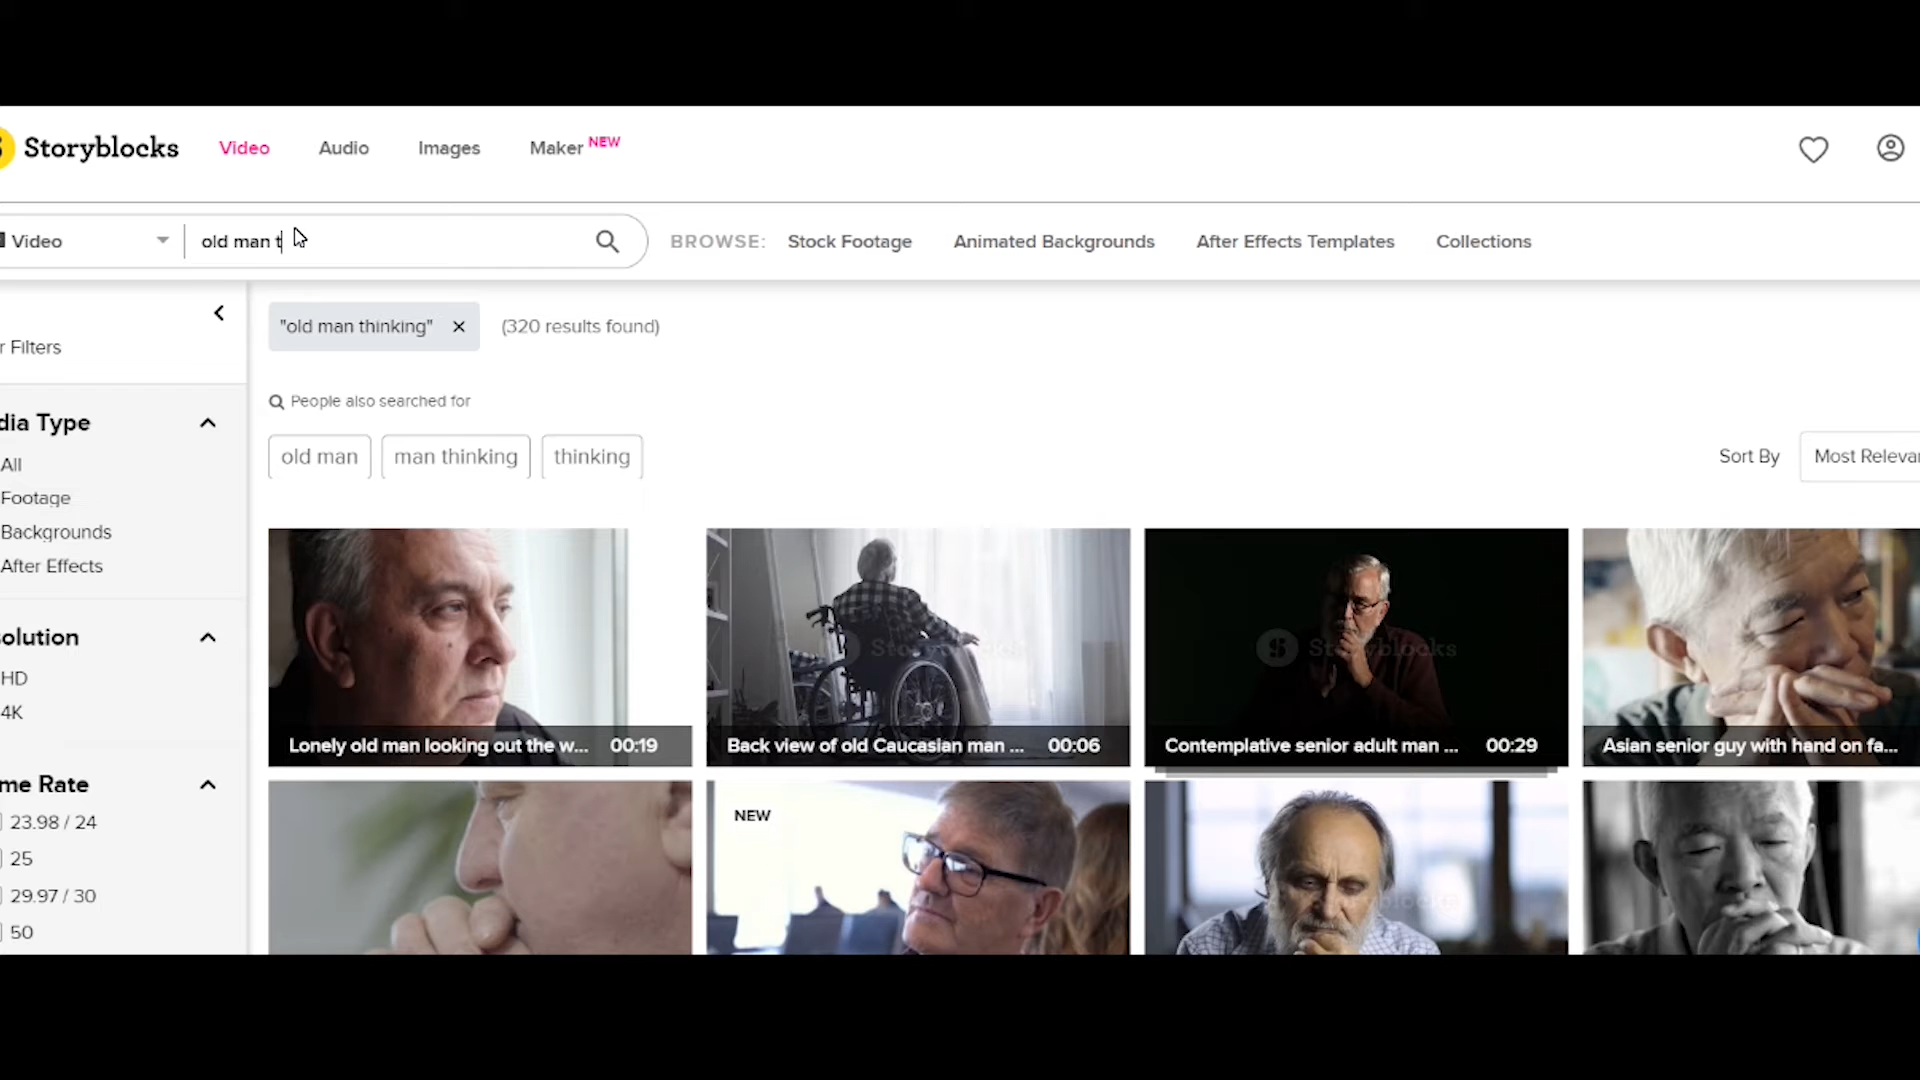 Storyblocks
Video
Audio
Images
Maker NEW
Video
old man t
BROWSE:
Stock Footage
Animated Backgrounds
After Effects Templates
Collections
r Filters
"old man thinking" ×
(320 results found)
People also searched for
old man
man thinking
thinking
Sort By
Most Releva
dia Type
All
Footage
Backgrounds
After Effects
olution
HD
4K
me Rate
23.98 / 24
25
29.97 / 30
50
Storyblocks
Lonely old man looking out the w... 00:19
Back view of old Caucasian man ... 00:06
Contemplative senior adult man ... 00:29
Asian senior guy with hand on fa...
NEW